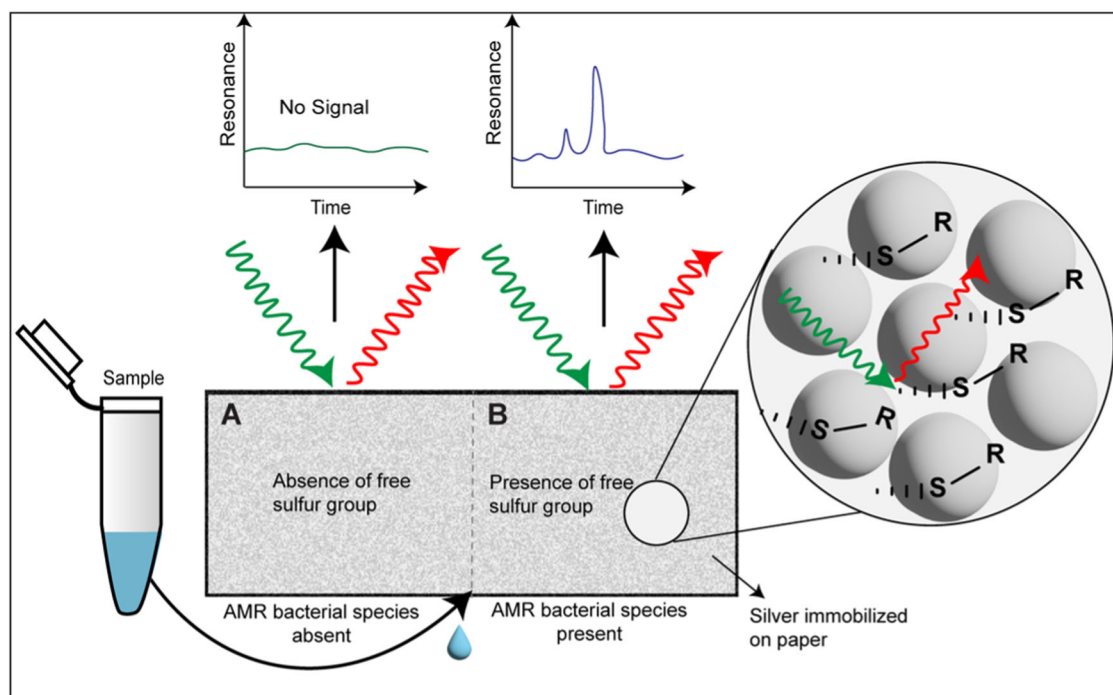 Resonance
No Signal
Time
Resonance
Time
Sample
A
Absence of free
sulfur group
AMR bacterial species
absent
B
Presence of free
sulfur group
AMR bacterial species
present
S R
S R
S R
S R
S R
Silver immobilized
on paper